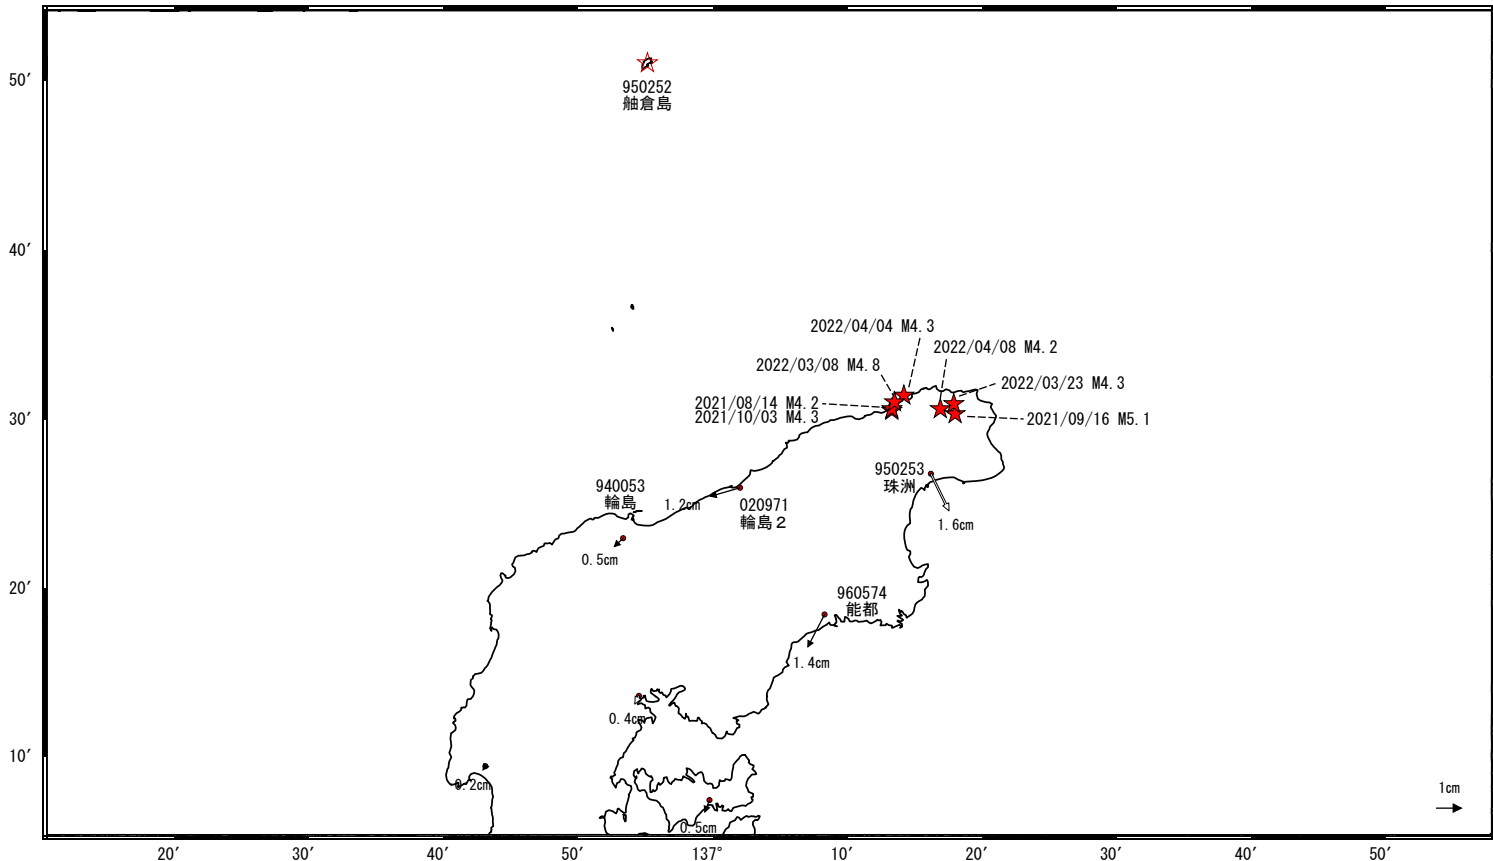 50′
950252
舳倉島
40′
2022/04/04 M4.3
2022/04/08 M4.2
2022/03/08 M4.8
2022/03/23 M4.3
2021/08/14 M4.2
2021/10/03 M4.3
2021/09/16 M5.1
30′
950253
珠洲
940053
輪島
1.2cm
020971
輪島２
1.6cm
0.5cm
20′
960574
能都
1.4cm
0.4cm
10′
0.2cm
1cm
0.5cm
20′
30′
40′
50′
137°
10′
20′
30′
40′
50′